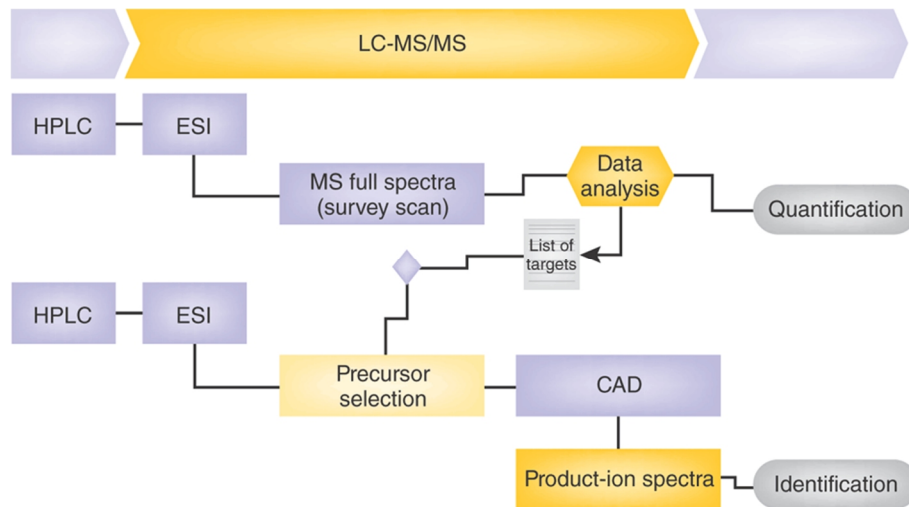 LC-MS/MS
HPLC
ESI
MS full spectra
(survey scan)
Data
analysis
Quantification
List of
targets
HPLC
ESI
Precursor
selection
CAD
Product-ion spectra
Identification